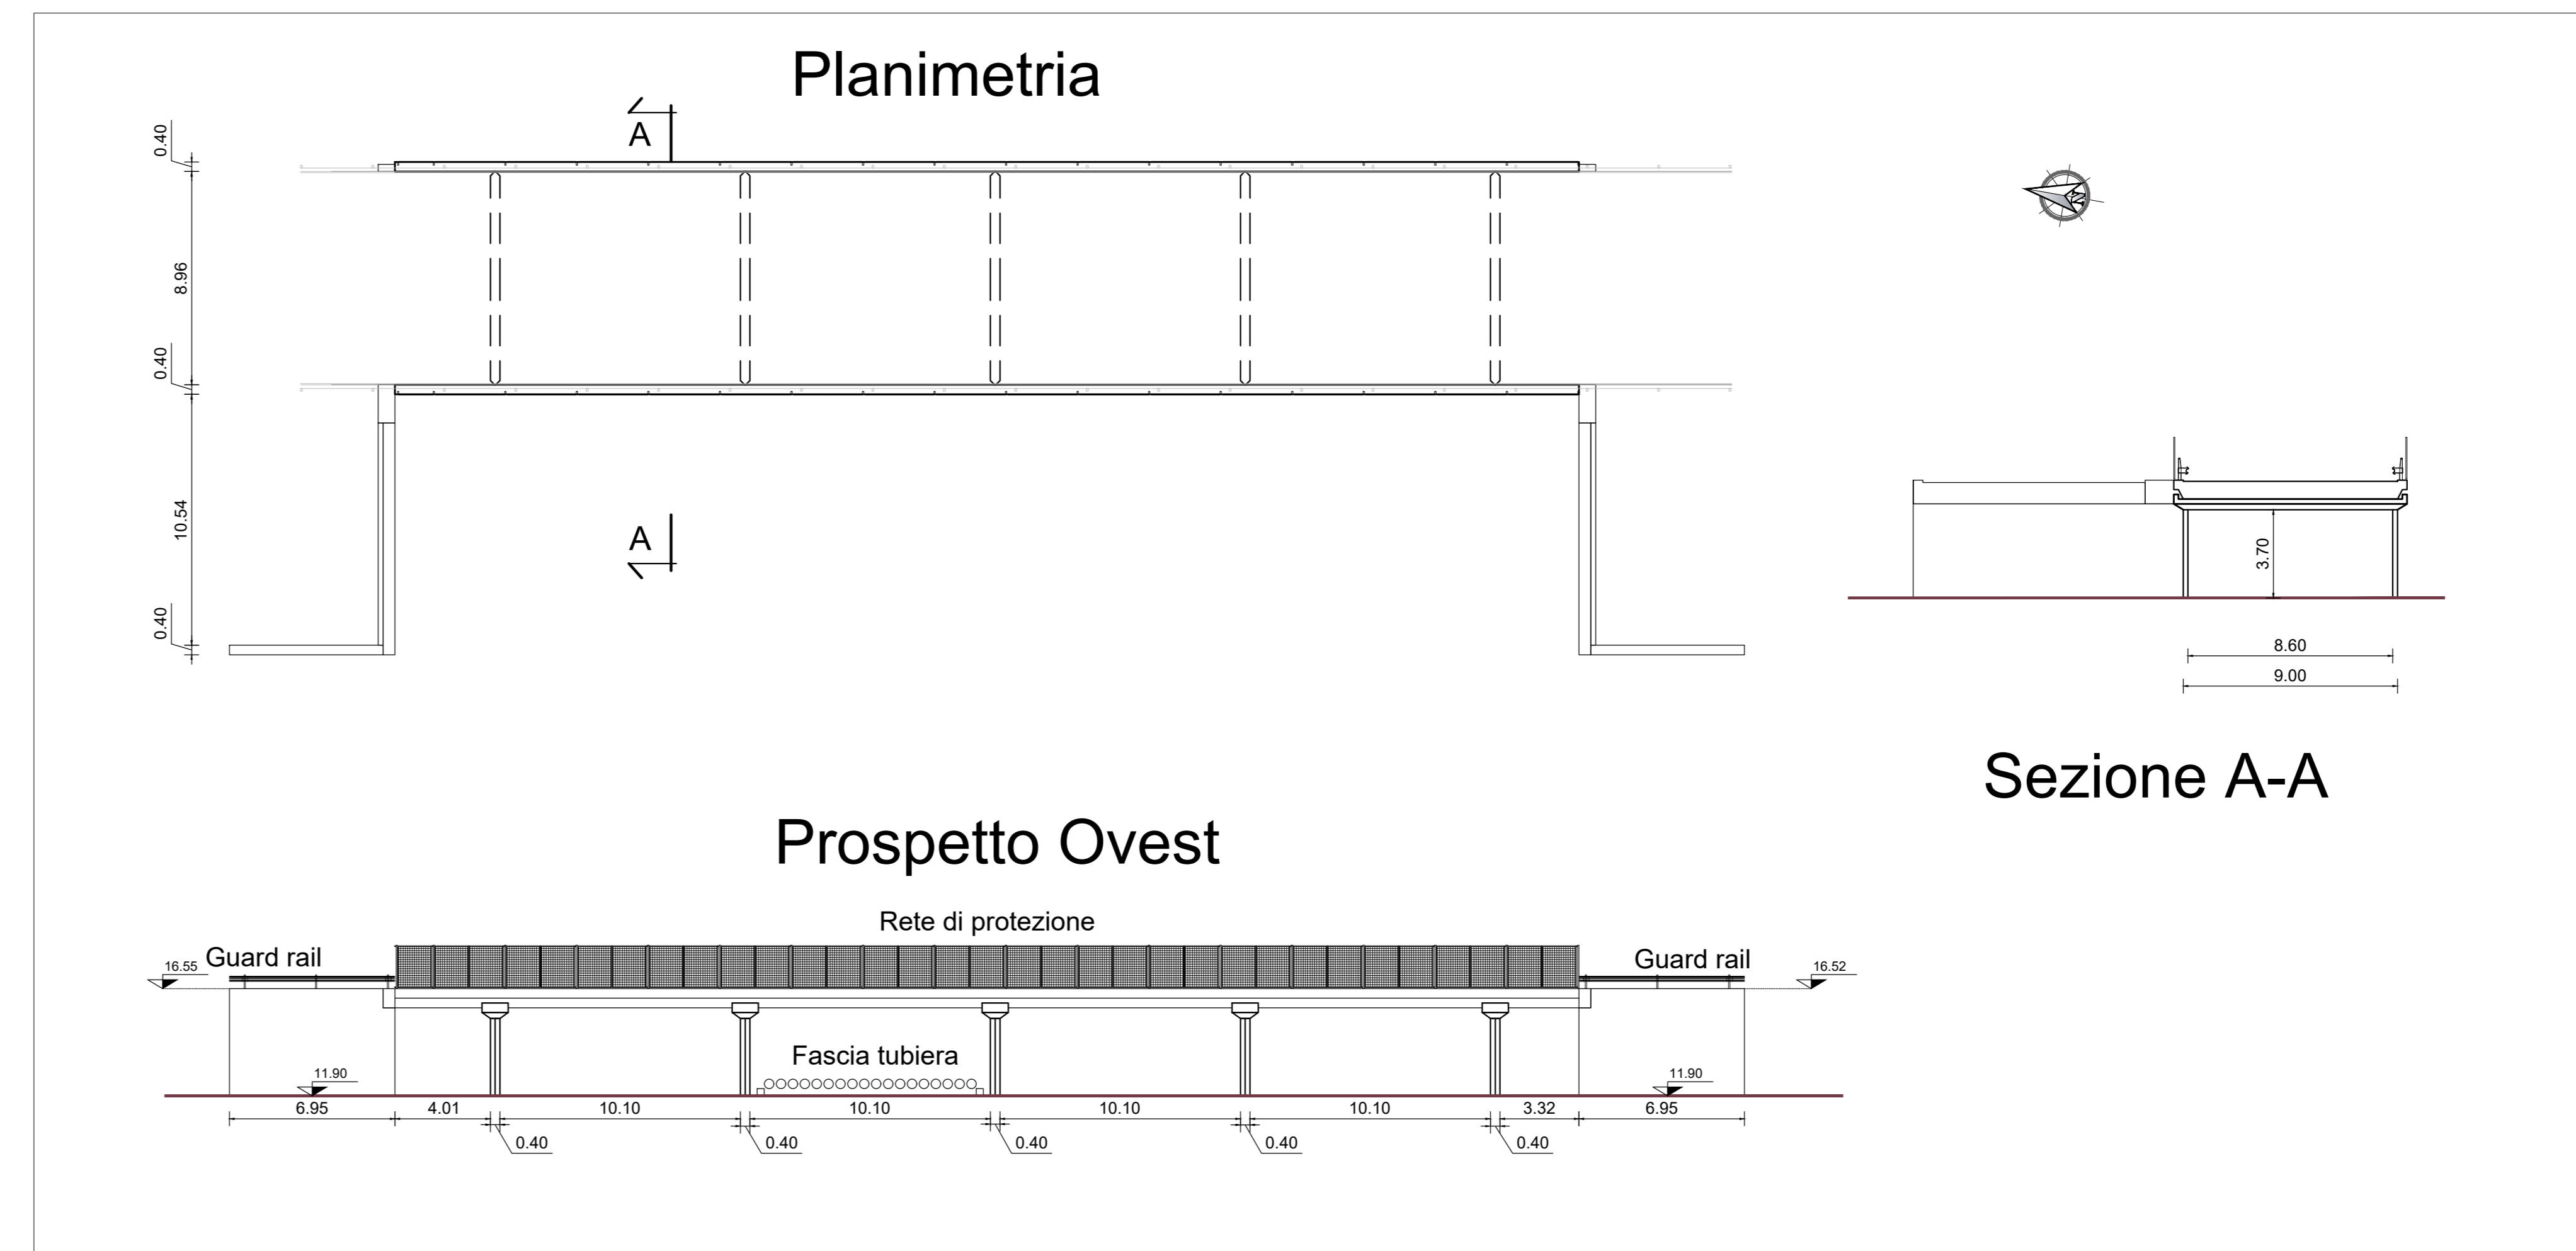 Planimetria
A
0.40
8.96
0.40
10.54
A
0.40
N
3.70
8.60
9.00
Sezione A-A
Prospetto Ovest
Rete di protezione
Guard rail
Guard rail
16.55
16.52
Fascia tubiera
11.90
11.90
6.95 4.01 10.10 10.10 10.10 10.10 3.32 6.95
0.40 0.40 0.40 0.40 0.40